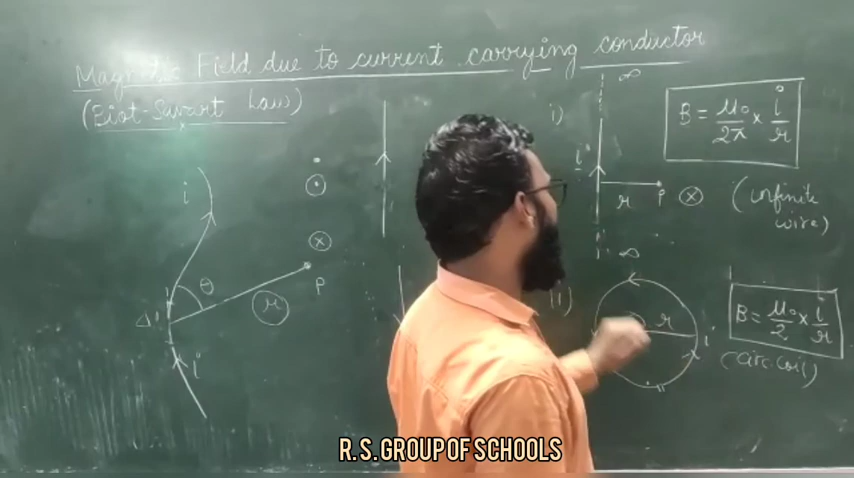 Magnetic Field due to current carrying conductor
(Biot-Savart Law)
i
θ
r
P
Δl
i
i)
∞
i
r
P
∞
B = μ₀/2π × i/r
(infinite wire)
ii)
r
i
B = μ₀/2 × i/r
(circ. coil)
R. S. GROUP OF SCHOOLS